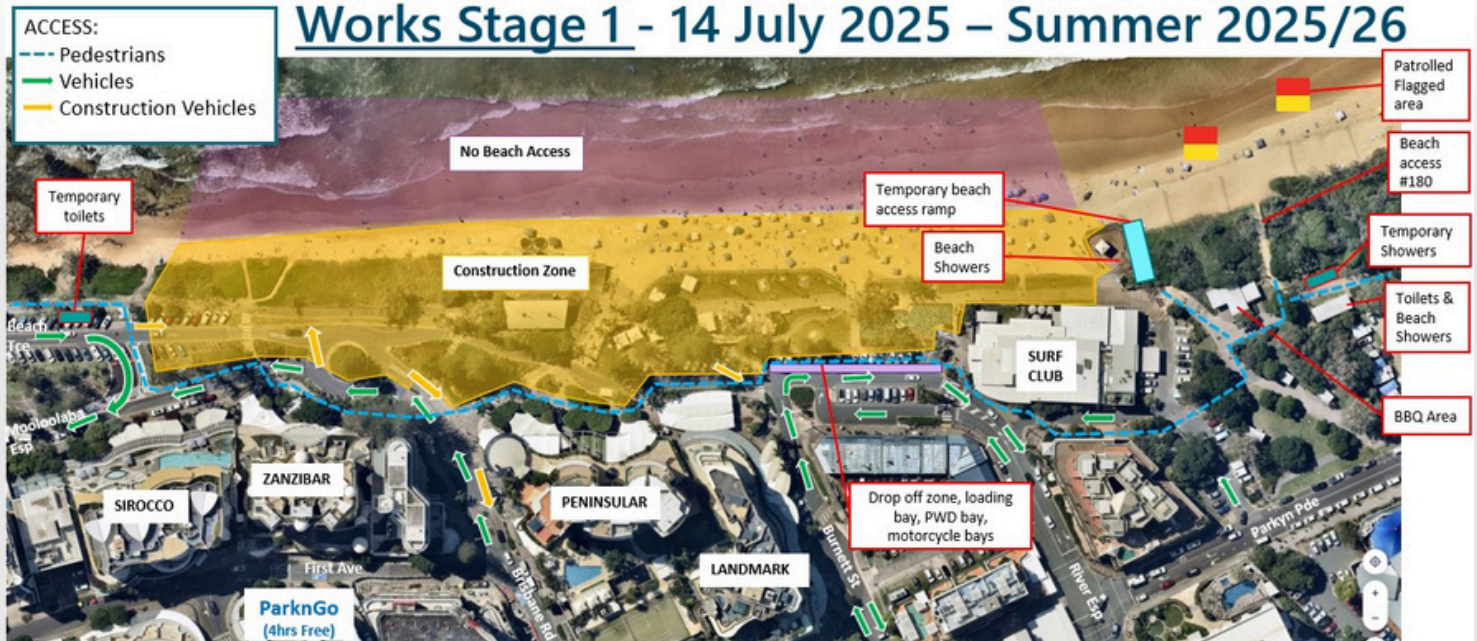 Works Stage 1 - 14 July 2025 – Summer 2025/26
ACCESS:
Pedestrians
Vehicles
Construction Vehicles
Patrolled
Flagged
area
No Beach Access
Beach
access
#180
Temporary
toilets
Temporary beach
access ramp
Temporary
Showers
Beach
Showers
Construction Zone
Toilets &
Beach
Showers
Beach
Tce
SURF
CLUB
BBQ Area
Mooloolaba
Esp
ZANZIBAR
SIROCCO
PENINSULAR
Drop off zone, loading
bay, PWD bay,
motorcycle bays
Parkyn Pde
LANDMARK
First Ave
Brisbane Rd
Burnett St
River Esp
ParknGo
(4hrs Free)
+
-